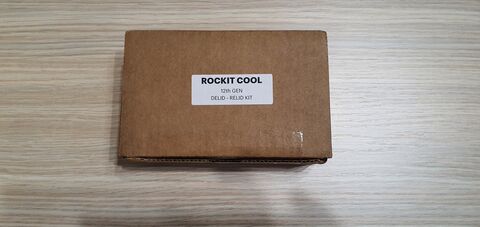 ROCKIT COOL
12th GEN
DELID - RELID KIT